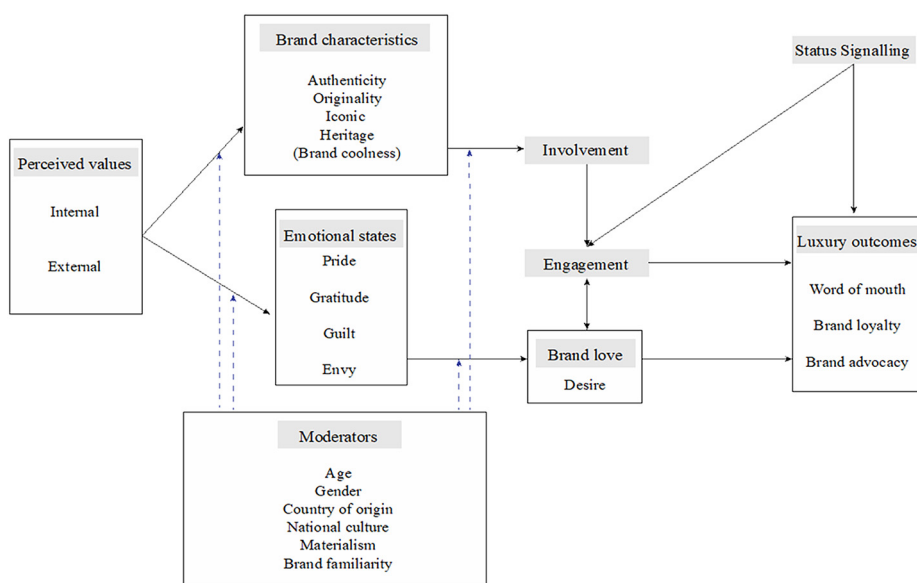 Brand characteristics
Authenticity
Originality
Iconic
Heritage
(Brand coolness)
Status Signalling
Perceived values
Internal
External
Involvement
Emotional states
Pride
Gratitude
Guilt
Envy
Engagement
Luxury outcomes
Word of mouth
Brand loyalty
Brand advocacy
Brand love
Desire
Moderators
Age
Gender
Country of origin
National culture
Materialism
Brand familiarity